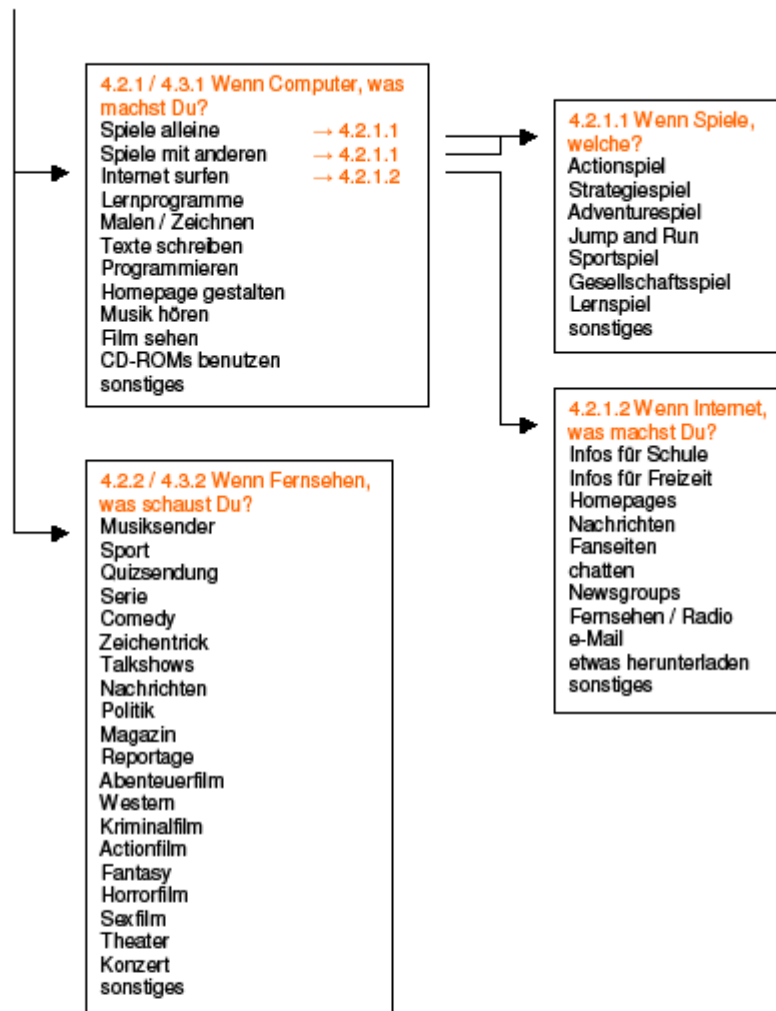 4.2.1 / 4.3.1 Wenn Computer, was
machst Du?
Spiele alleine → 4.2.1.1
Spiele mit anderen → 4.2.1.1
Internet surfen → 4.2.1.2
Lernprogramme
Malen / Zeichnen
Texte schreiben
Programmieren
Homepage gestalten
Musik hören
Film sehen
CD-ROMs benutzen
sonstiges
4.2.1.1 Wenn Spiele,
welche?
Actionspiel
Strategiespiel
Adventurespiel
Jump and Run
Sportspiel
Gesellschaftsspiel
Lernspiel
sonstiges
4.2.1.2 Wenn Internet,
was machst Du?
Infos für Schule
Infos für Freizeit
Homepages
Nachrichten
Fanseiten
chatten
Newsgroups
Fernsehen / Radio
e-Mail
etwas herunterladen
sonstiges
4.2.2 / 4.3.2 Wenn Fernsehen,
was schaust Du?
Musiksender
Sport
Quizsendung
Serie
Comedy
Zeichentrick
Talkshows
Nachrichten
Politik
Magazin
Reportage
Abenteuerfilm
Western
Kriminalfilm
Actionfilm
Fantasy
Horrorfilm
Sexfilm
Theater
Konzert
sonstiges